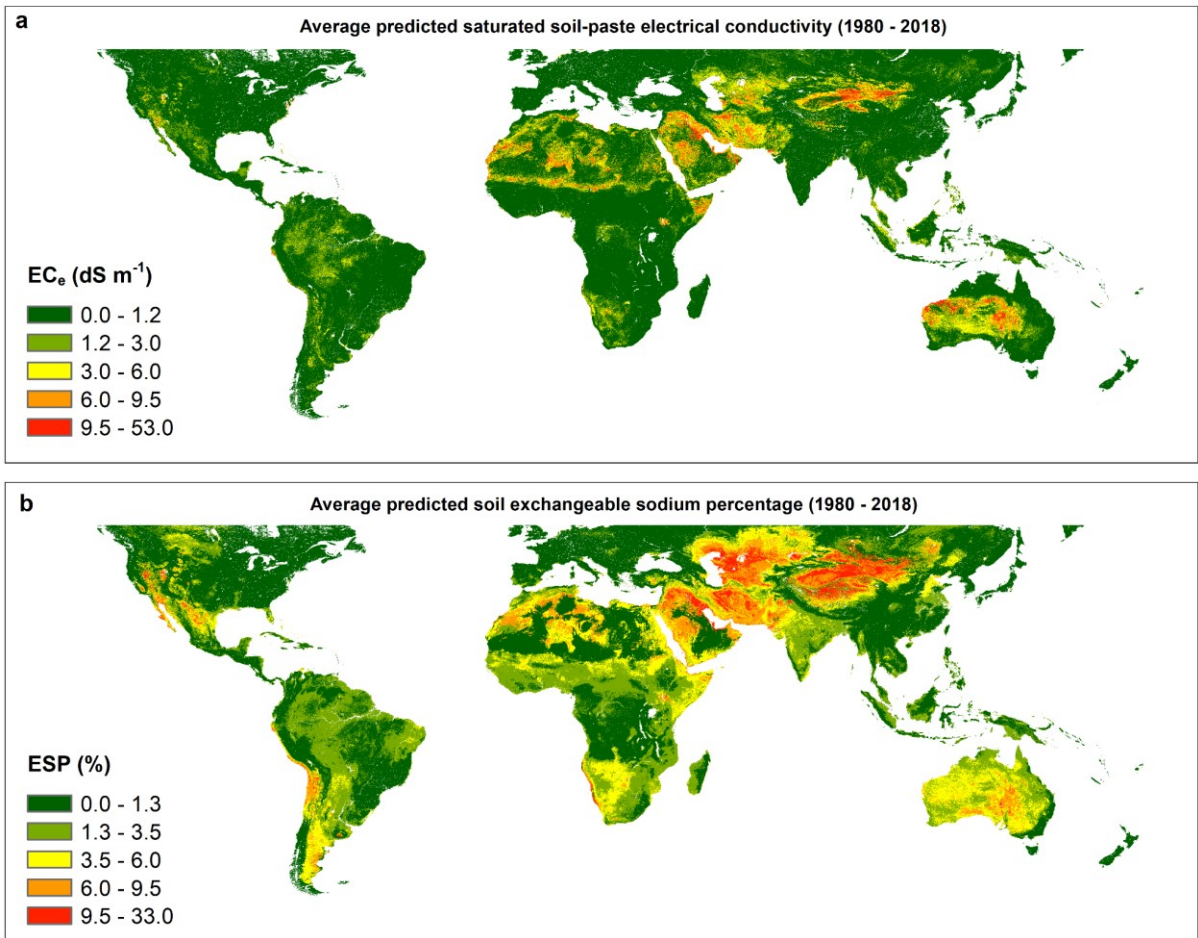 a
Average predicted saturated soil-paste electrical conductivity (1980 - 2018)
ECe (dS m-1)
0.0 - 1.2
1.2 - 3.0
3.0 - 6.0
6.0 - 9.5
9.5 - 53.0
b
Average predicted soil exchangeable sodium percentage (1980 - 2018)
ESP (%)
0.0 - 1.3
1.3 - 3.5
3.5 - 6.0
6.0 - 9.5
9.5 - 33.0